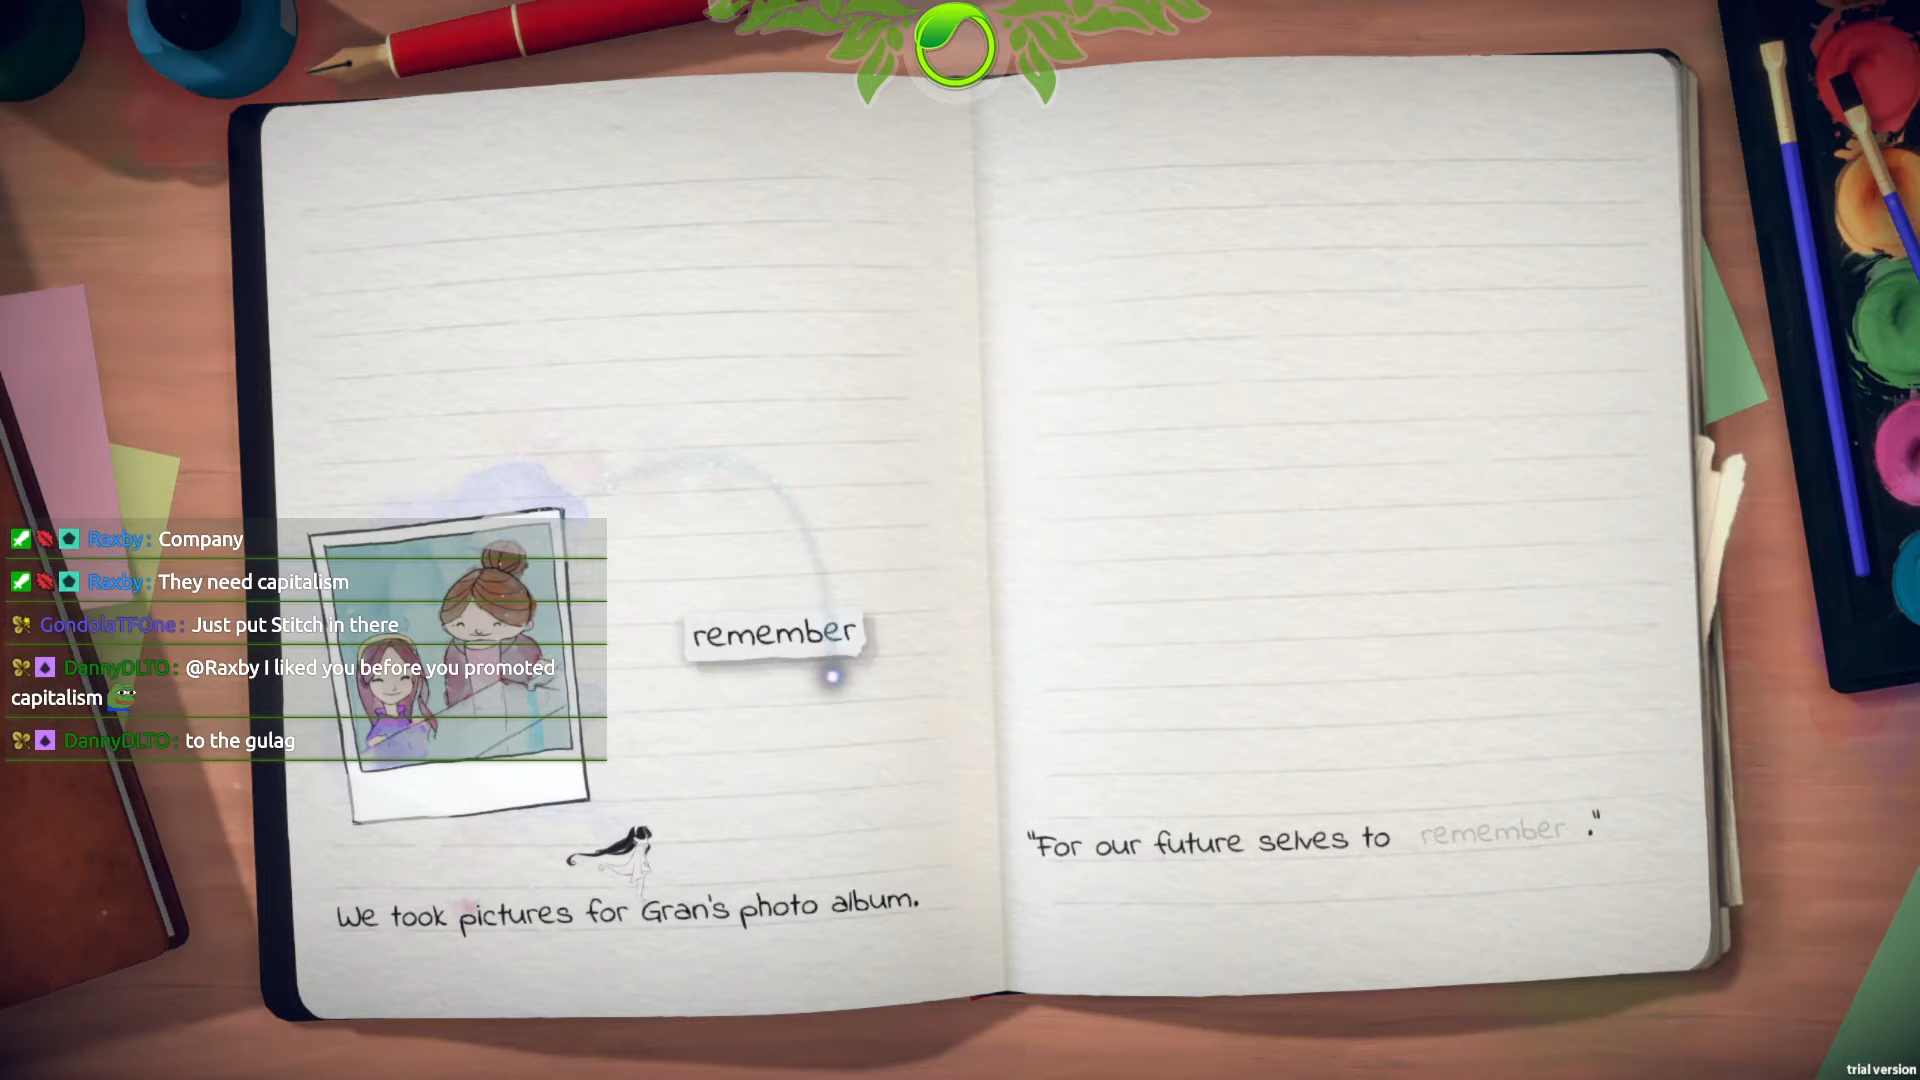 Raxby: Company
Raxby: They need capitalism
GondolaTFOne: Just put Stitch in there
DannyDLTO: @Raxby I liked you before you promoted
capitalism
DannyDLTO: to the gulag
remember
We took pictures for Gran's photo album.
"For our future selves to remember ."
trial version